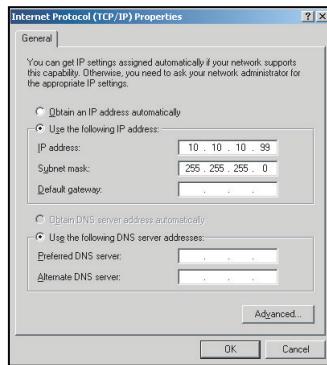 Internet Protocol (TCP/IP) Properties
General
You can get IP settings assigned automatically if your network supports
this capability. Otherwise, you need to ask your network administrator for
the appropriate IP settings.
Obtain an IP address automatically
Use the following IP address:
IP address: 10 . 10 . 10 . 99
Subnet mask: 255 . 255 . 255 . 0
Default gateway: . . .
Obtain DNS server address automatically
Use the following DNS server addresses:
Preferred DNS server: . . .
Alternate DNS server: . . .
Advanced...
OK Cancel